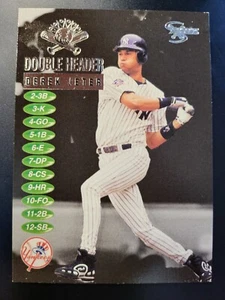 DOUBLE HEADER
DEREK JETER
2-3B
3-K
4-GO
5-1B
6-E
7-DP
8-CS
9-HR
10-FO
11-2B
12-SB